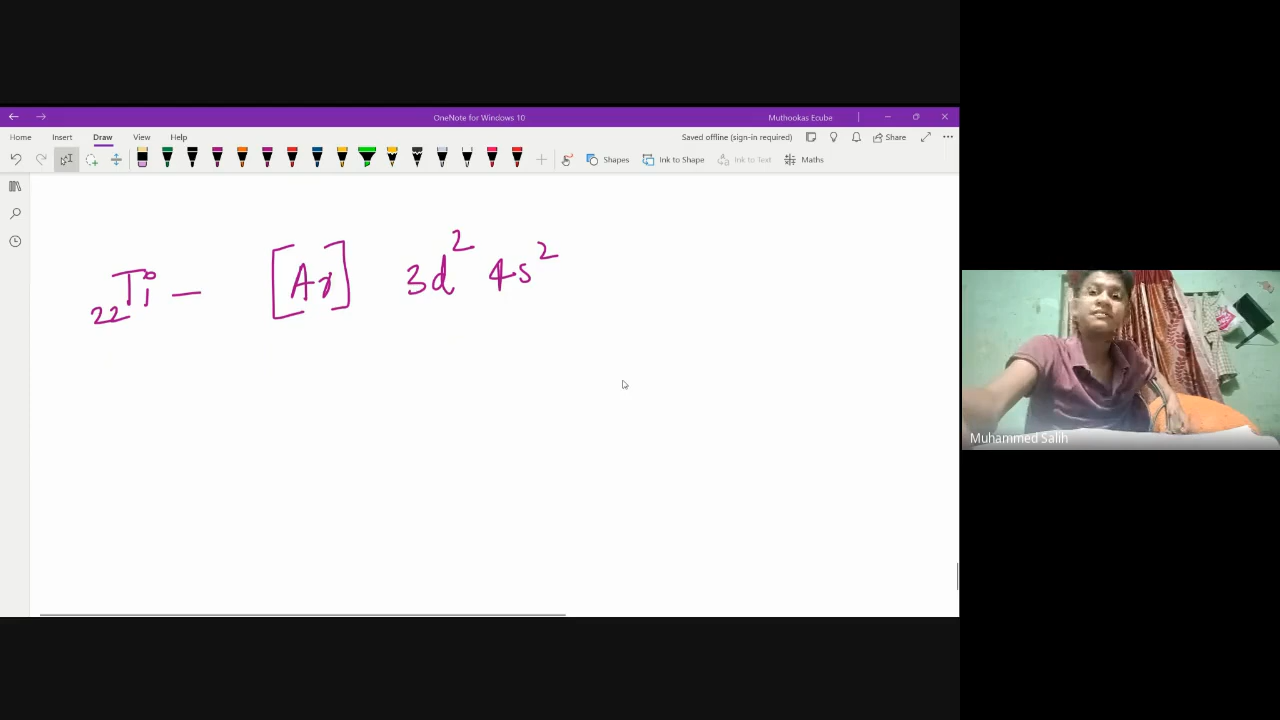 OneNote for Windows 10
Muthookas Ecube
Home Insert Draw View Help
Saved offline (sign-in required)
Share
Shapes
Ink to Shape
Ink to Text
Maths
₂₂Ti - [Ar] 3d² 4s²
Muhammed Salih